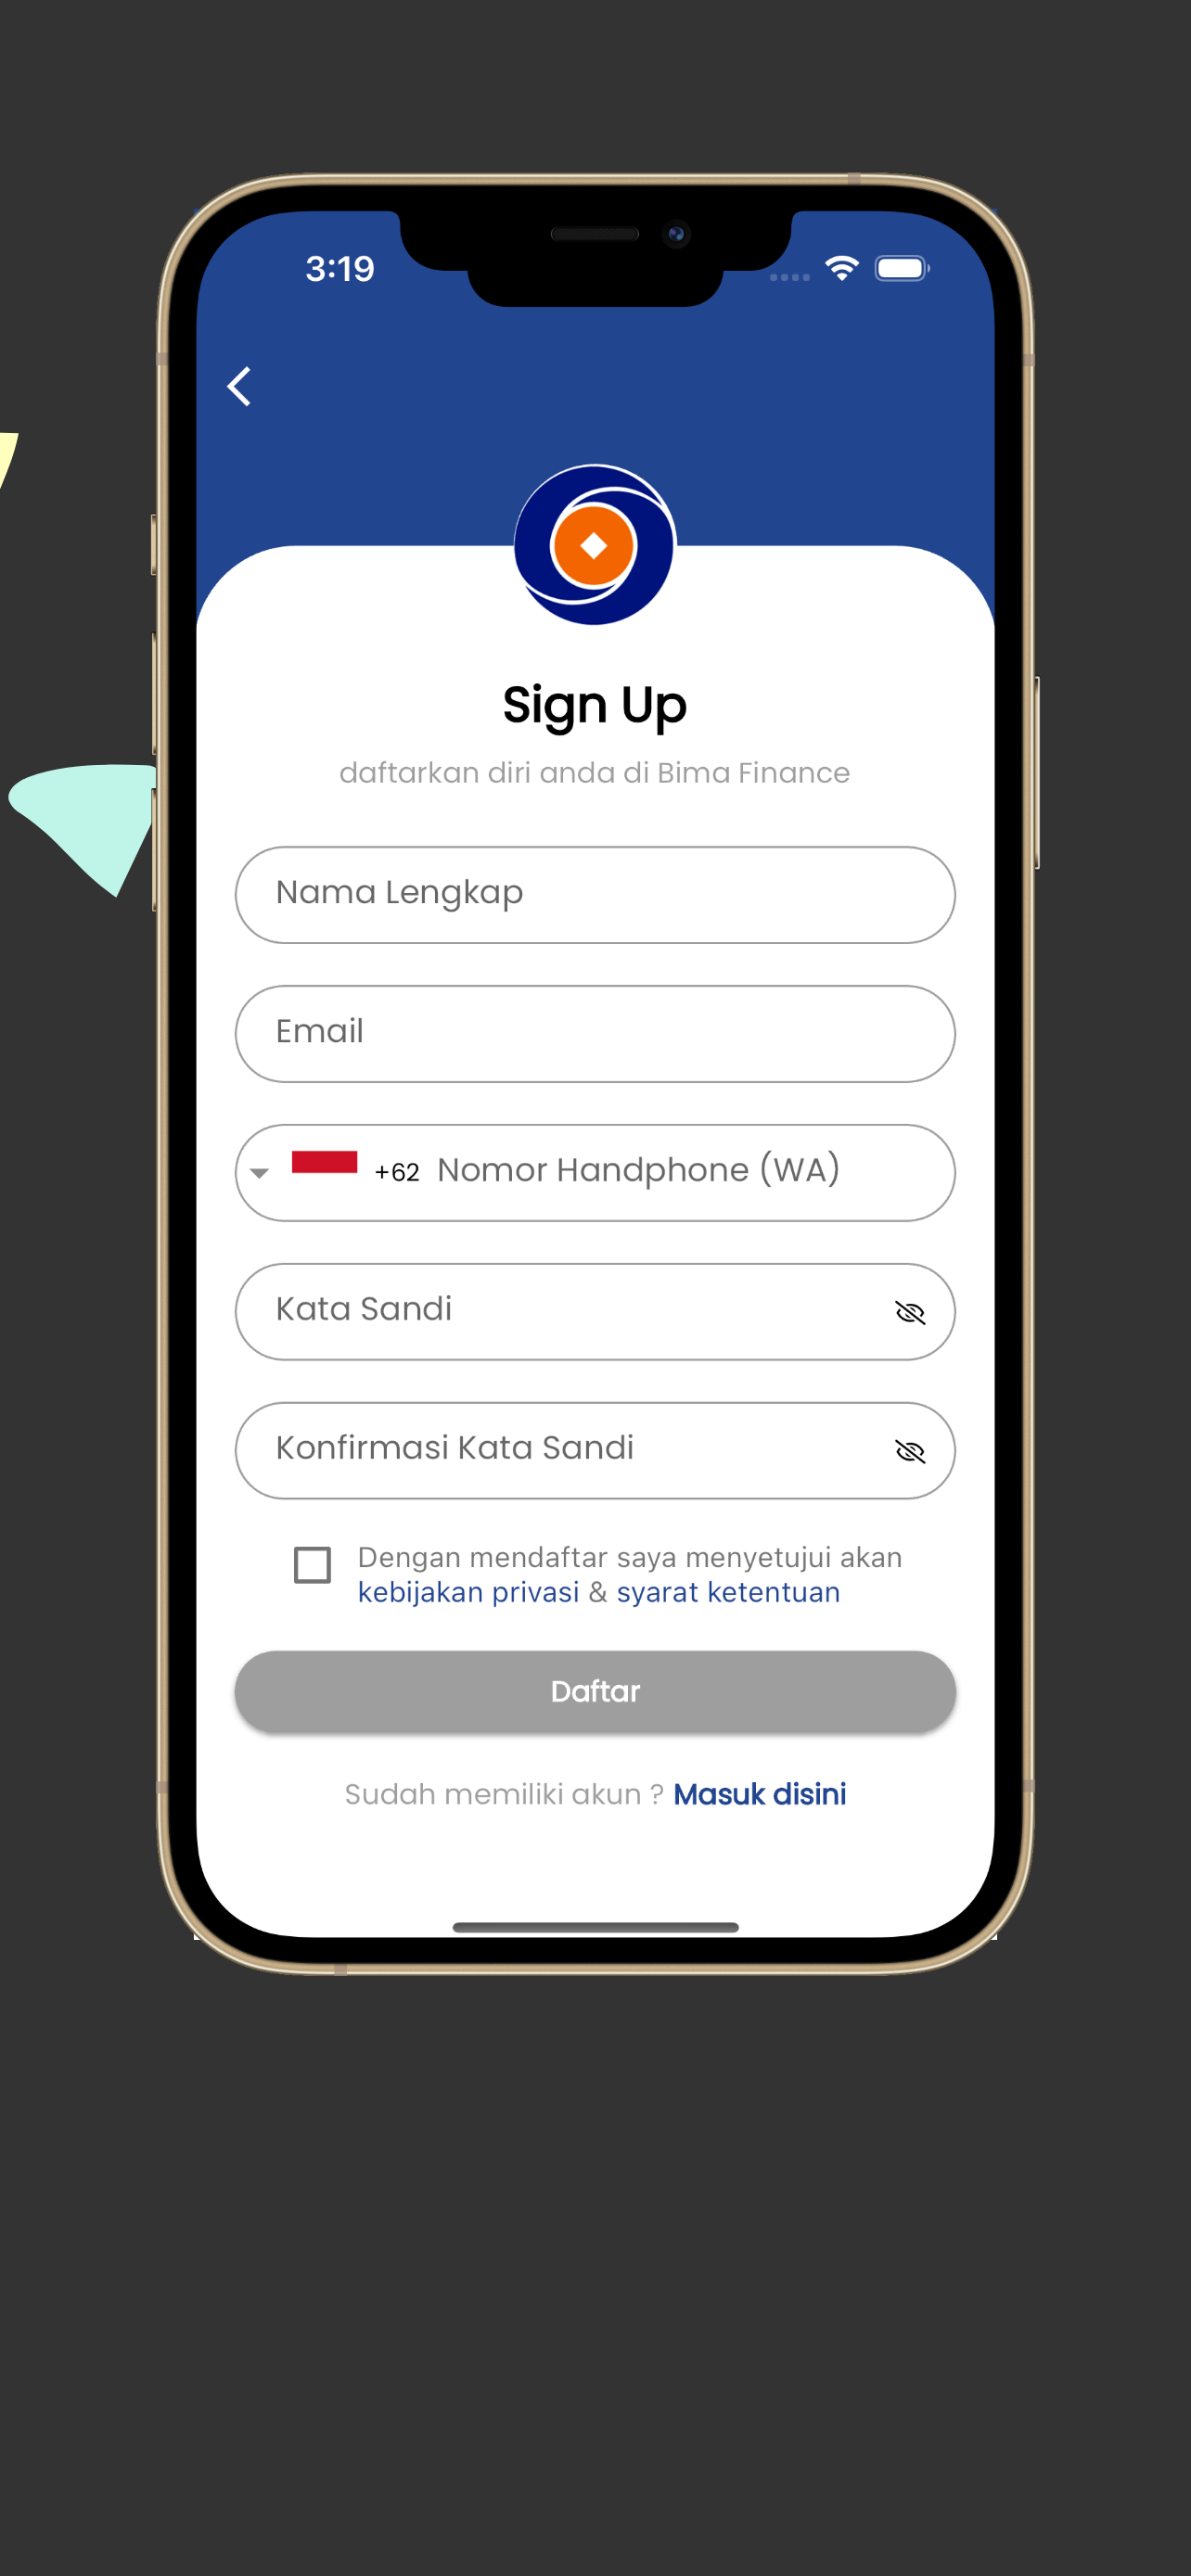 3:19
Sign Up
daftarkan diri anda di Bima Finance
Nama Lengkap
Email
+62 Nomor Handphone (WA)
Kata Sandi
Konfirmasi Kata Sandi
Dengan mendaftar saya menyetujui akan
kebijakan privasi & syarat ketentuan
Daftar
Sudah memiliki akun ? Masuk disini